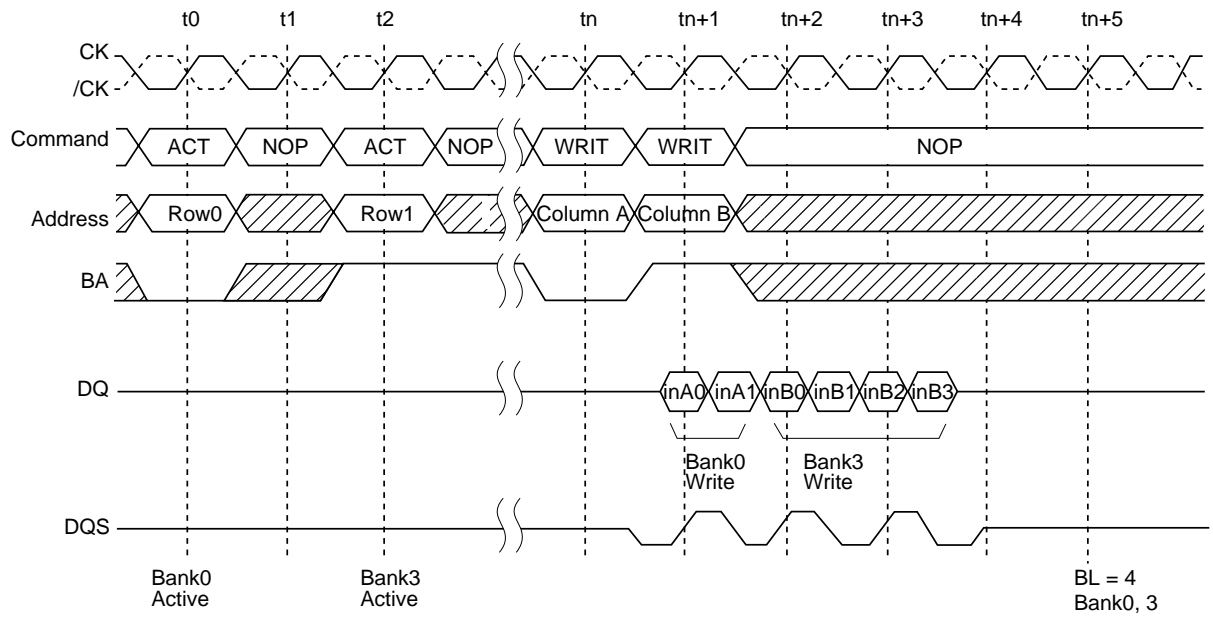 t0 t1 t2 tn tn+1 tn+2 tn+3 tn+4 tn+5
CK
/CK
Command ACT NOP ACT NOP WRIT WRIT NOP
Address Row0 Row1 Column A Column B
BA
DQ inA0 inA1 inB0 inB1 inB2 inB3
Bank0 Bank3
Write Write
DQS
Bank0 Bank3 BL = 4
Active Active Bank0, 3